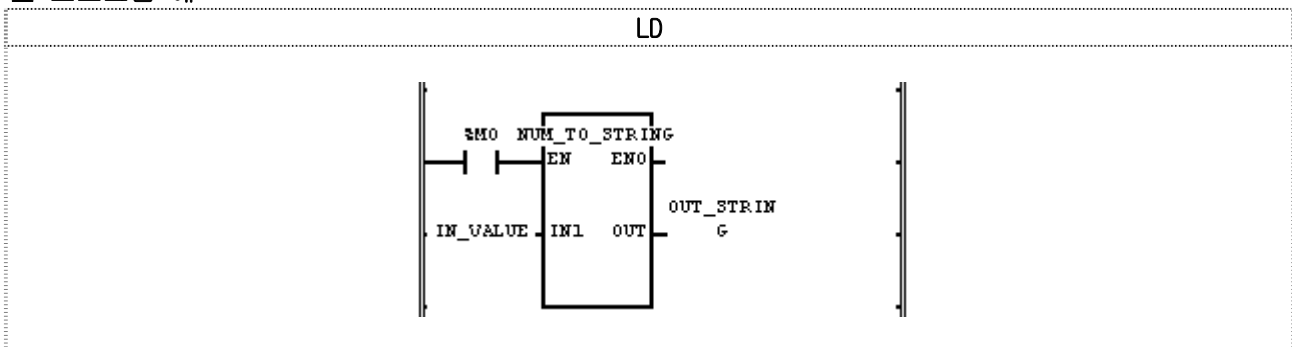 LD
%M0 NUM_TO_STRING
EN ENO
OUT_STRIN
IN_VALUE IN1 OUT G